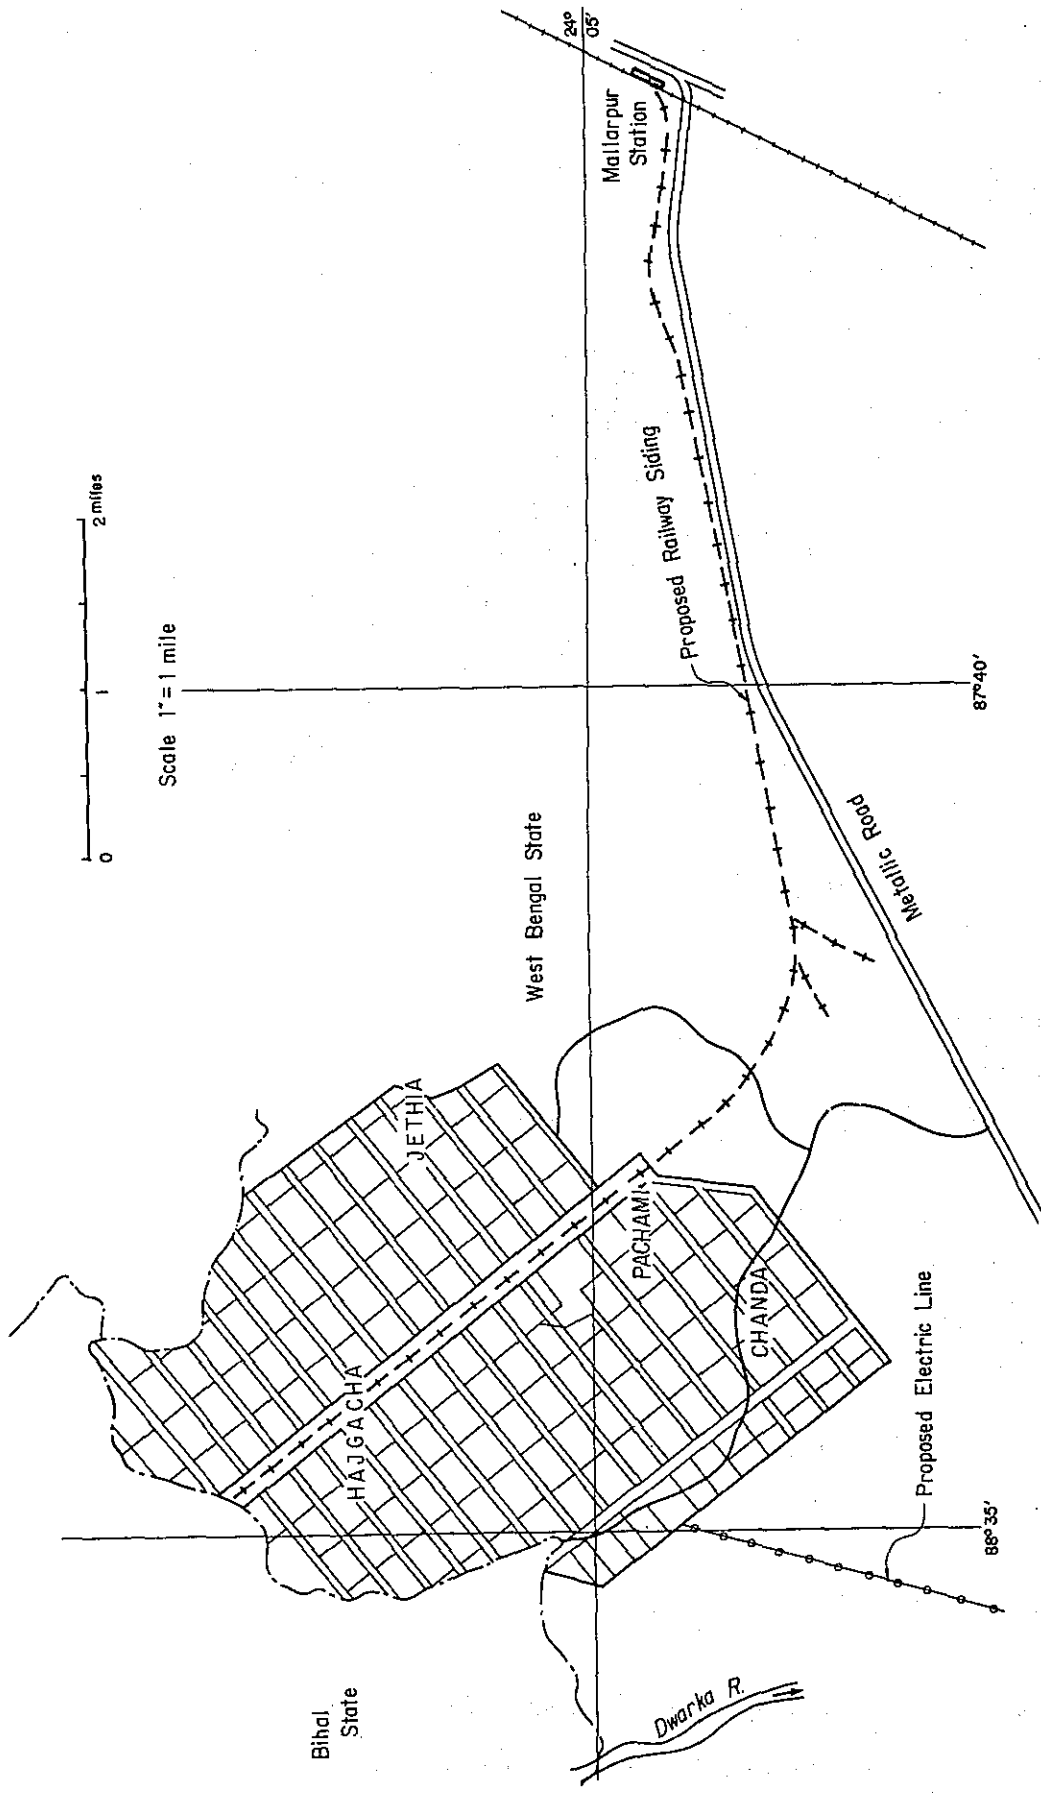 0
1
2 miles
Scale 1"=1 mile
24°
05'
Mallarpur
Station
Proposed Railway Siding
87°40'
Metallic Road
West Bengal State
JETHIA
PACHAMI
HAJGACHA
CHANDA
Proposed Electric Line
88°35'
Bihal
State
Dwarka R.